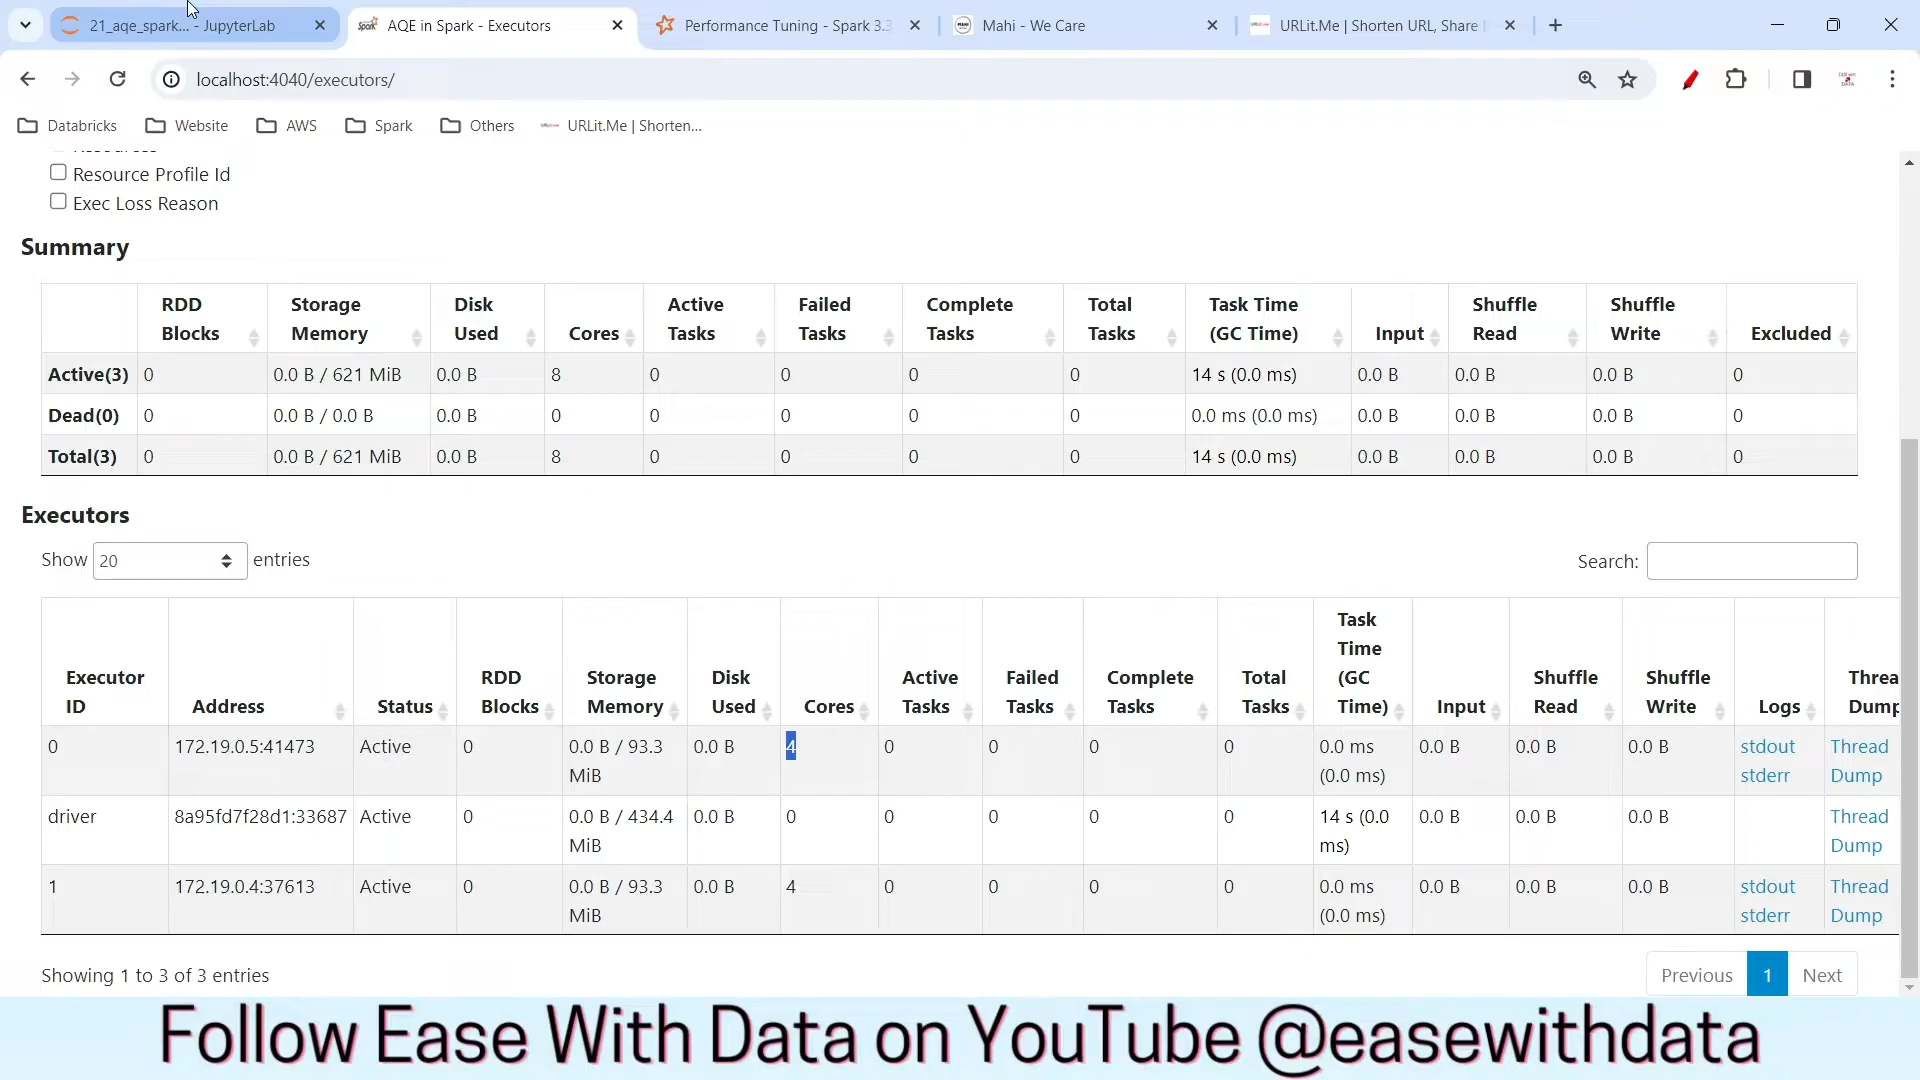 21_aqe_spark... - JupyterLab
AQE in Spark - Executors
Performance Tuning - Spark 3.3
Mahi - We Care
URLit.Me | Shorten URL, Share
localhost:4040/executors/
Databricks
Website
AWS
Spark
Others
URLit.Me | Shorten...
Resource Profile Id
Exec Loss Reason
Summary
RDD Blocks Storage Memory Disk Used Cores Active Tasks Failed Tasks Complete Tasks Total Tasks Task Time (GC Time) Input Shuffle Read Shuffle Write Excluded
Active(3) 0 0.0 B / 621 MiB 0.0 B 8 0 0 0 0 14 s (0.0 ms) 0.0 B 0.0 B 0.0 B 0
Dead(0) 0 0.0 B / 0.0 B 0.0 B 0 0 0 0 0 0.0 ms (0.0 ms) 0.0 B 0.0 B 0.0 B 0
Total(3) 0 0.0 B / 621 MiB 0.0 B 8 0 0 0 0 14 s (0.0 ms) 0.0 B 0.0 B 0.0 B 0
Executors
Show 20 entries
Search:
Executor ID Address Status RDD Blocks Storage Memory Disk Used Cores Active Tasks Failed Tasks Complete Tasks Total Tasks Task Time (GC Time) Input Shuffle Read Shuffle Write Logs Threa Dump
0 172.19.0.5:41473 Active 0 0.0 B / 93.3 MiB 0.0 B 4 0 0 0 0 0.0 ms (0.0 ms) 0.0 B 0.0 B 0.0 B stdout stderr Thread Dump
driver 8a95fd7f28d1:33687 Active 0 0.0 B / 434.4 MiB 0.0 B 0 0 0 0 0 14 s (0.0 ms) 0.0 B 0.0 B 0.0 B Thread Dump
1 172.19.0.4:37613 Active 0 0.0 B / 93.3 MiB 0.0 B 4 0 0 0 0 0.0 ms (0.0 ms) 0.0 B 0.0 B 0.0 B stdout stderr Thread Dump
Showing 1 to 3 of 3 entries
Previous 1 Next
Follow Ease With Data on YouTube @easewithdata